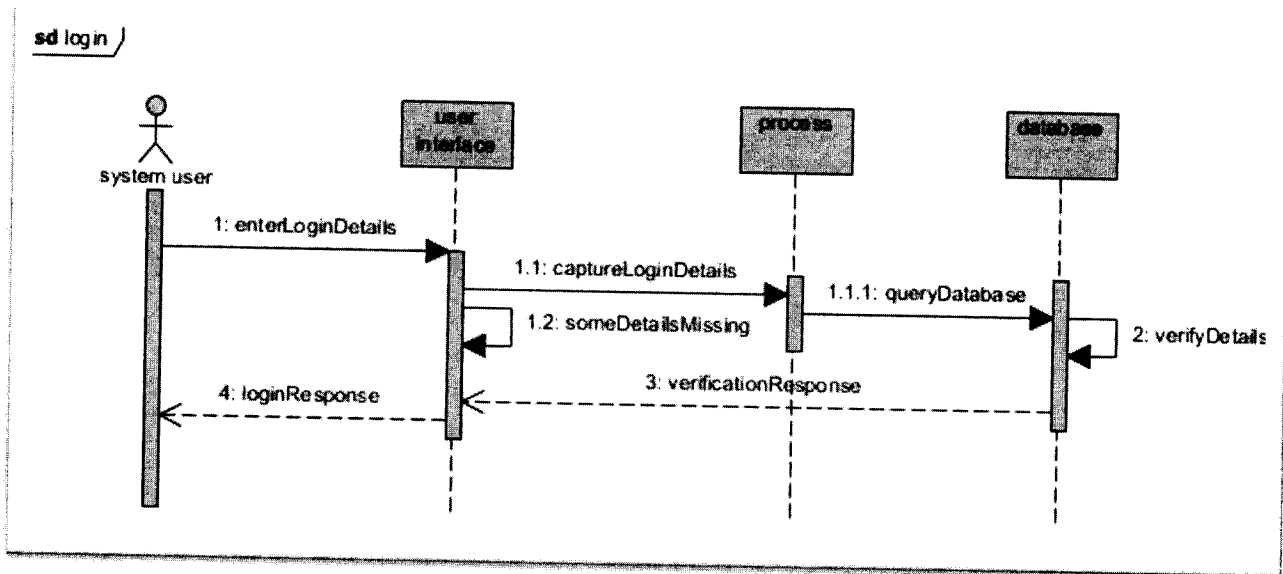 sd login
user
interface
process
database
system user
1: enterLoginDetails
1.1: captureLoginDetails
1.1.1: queryDatabase
1.2: someDetailsMissing
2: verifyDetails
3: verificationResponse
4: loginResponse